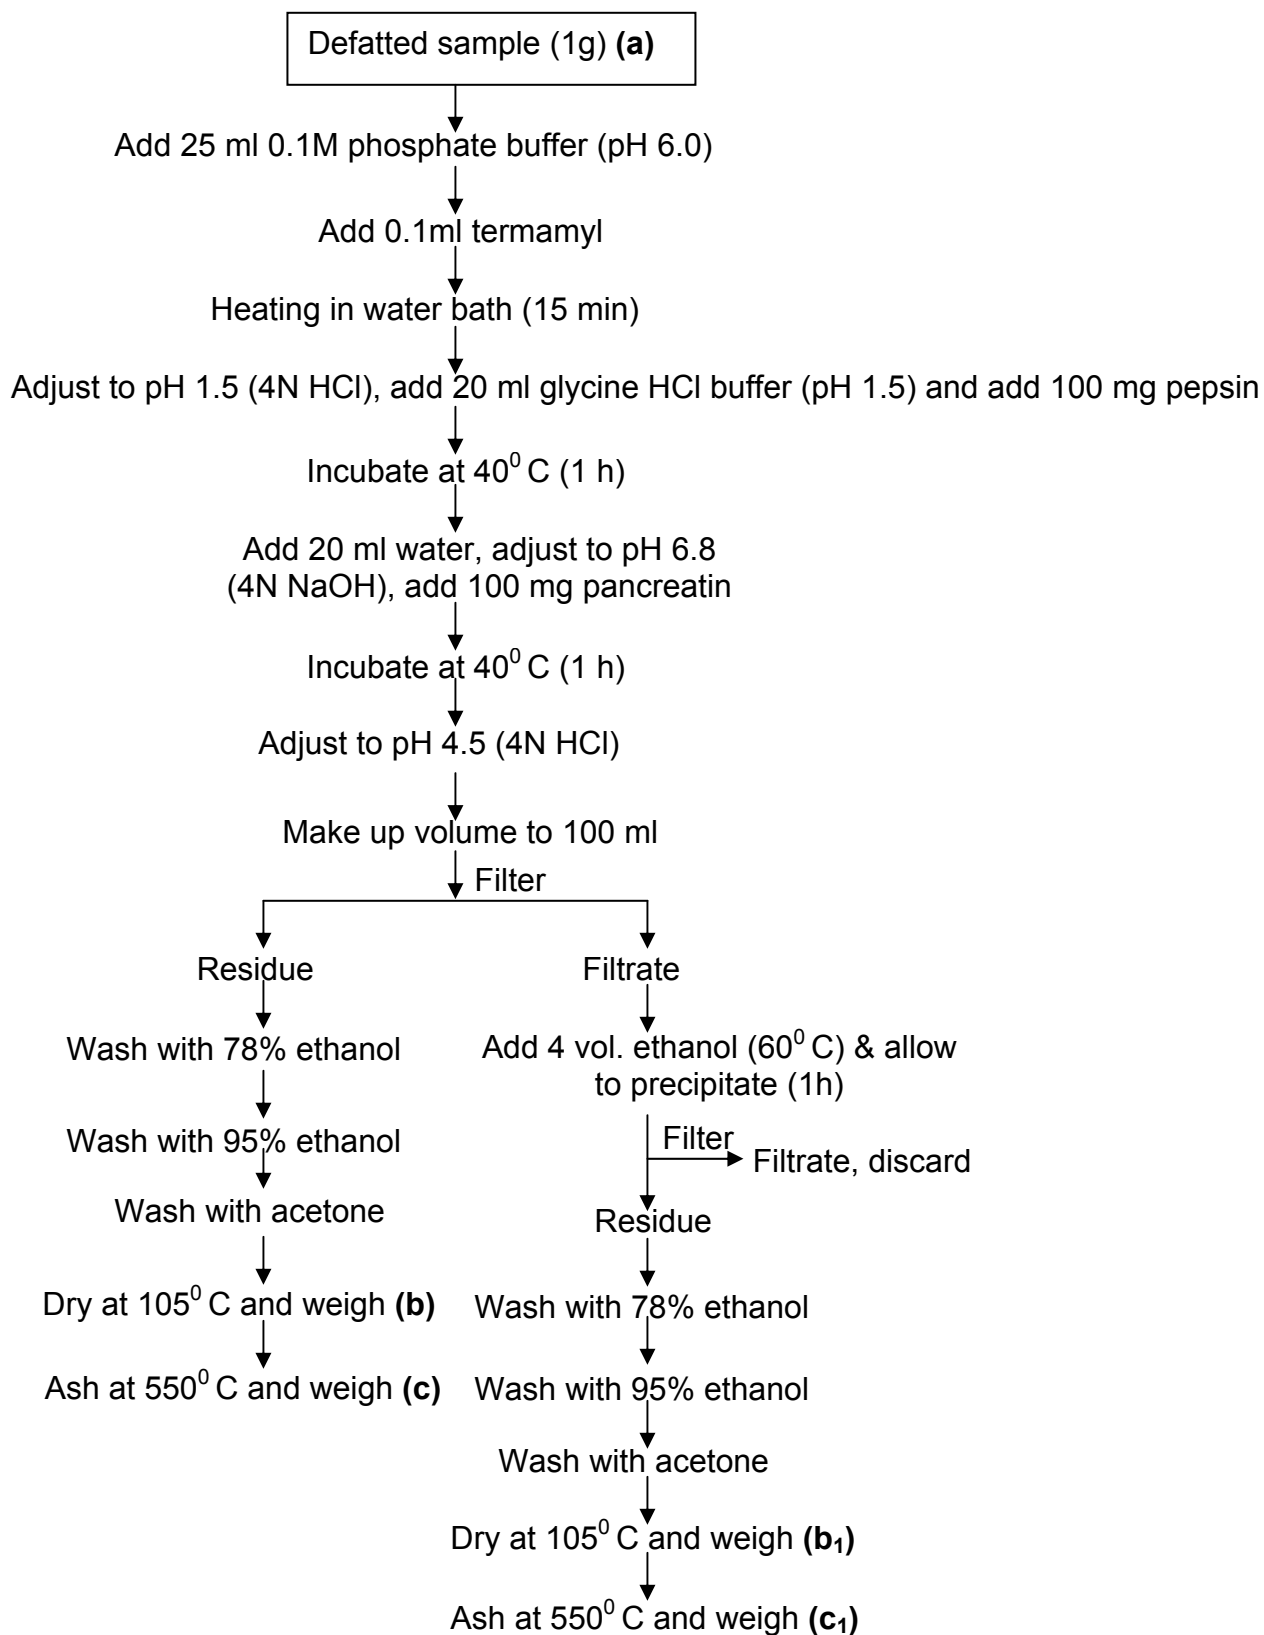 Defatted sample (1g) (a)
Add 25 ml 0.1M phosphate buffer (pH 6.0)
Add 0.1ml termamyl
Heating in water bath (15 min)
Adjust to pH 1.5 (4N HCl), add 20 ml glycine HCl buffer (pH 1.5) and add 100 mg pepsin
Incubate at 40⁰ C (1 h)
Add 20 ml water, adjust to pH 6.8
(4N NaOH), add 100 mg pancreatin
Incubate at 40⁰ C (1 h)
Adjust to pH 4.5 (4N HCl)
Make up volume to 100 ml
Filter
Residue
Wash with 78% ethanol
Wash with 95% ethanol
Wash with acetone
Dry at 105⁰ C and weigh (b)
Ash at 550⁰ C and weigh (c)
Filtrate
Add 4 vol. ethanol (60⁰ C) & allow
to precipitate (1h)
Filter
Filtrate, discard
Residue
Wash with 78% ethanol
Wash with 95% ethanol
Wash with acetone
Dry at 105⁰ C and weigh (b₁)
Ash at 550⁰ C and weigh (c₁)